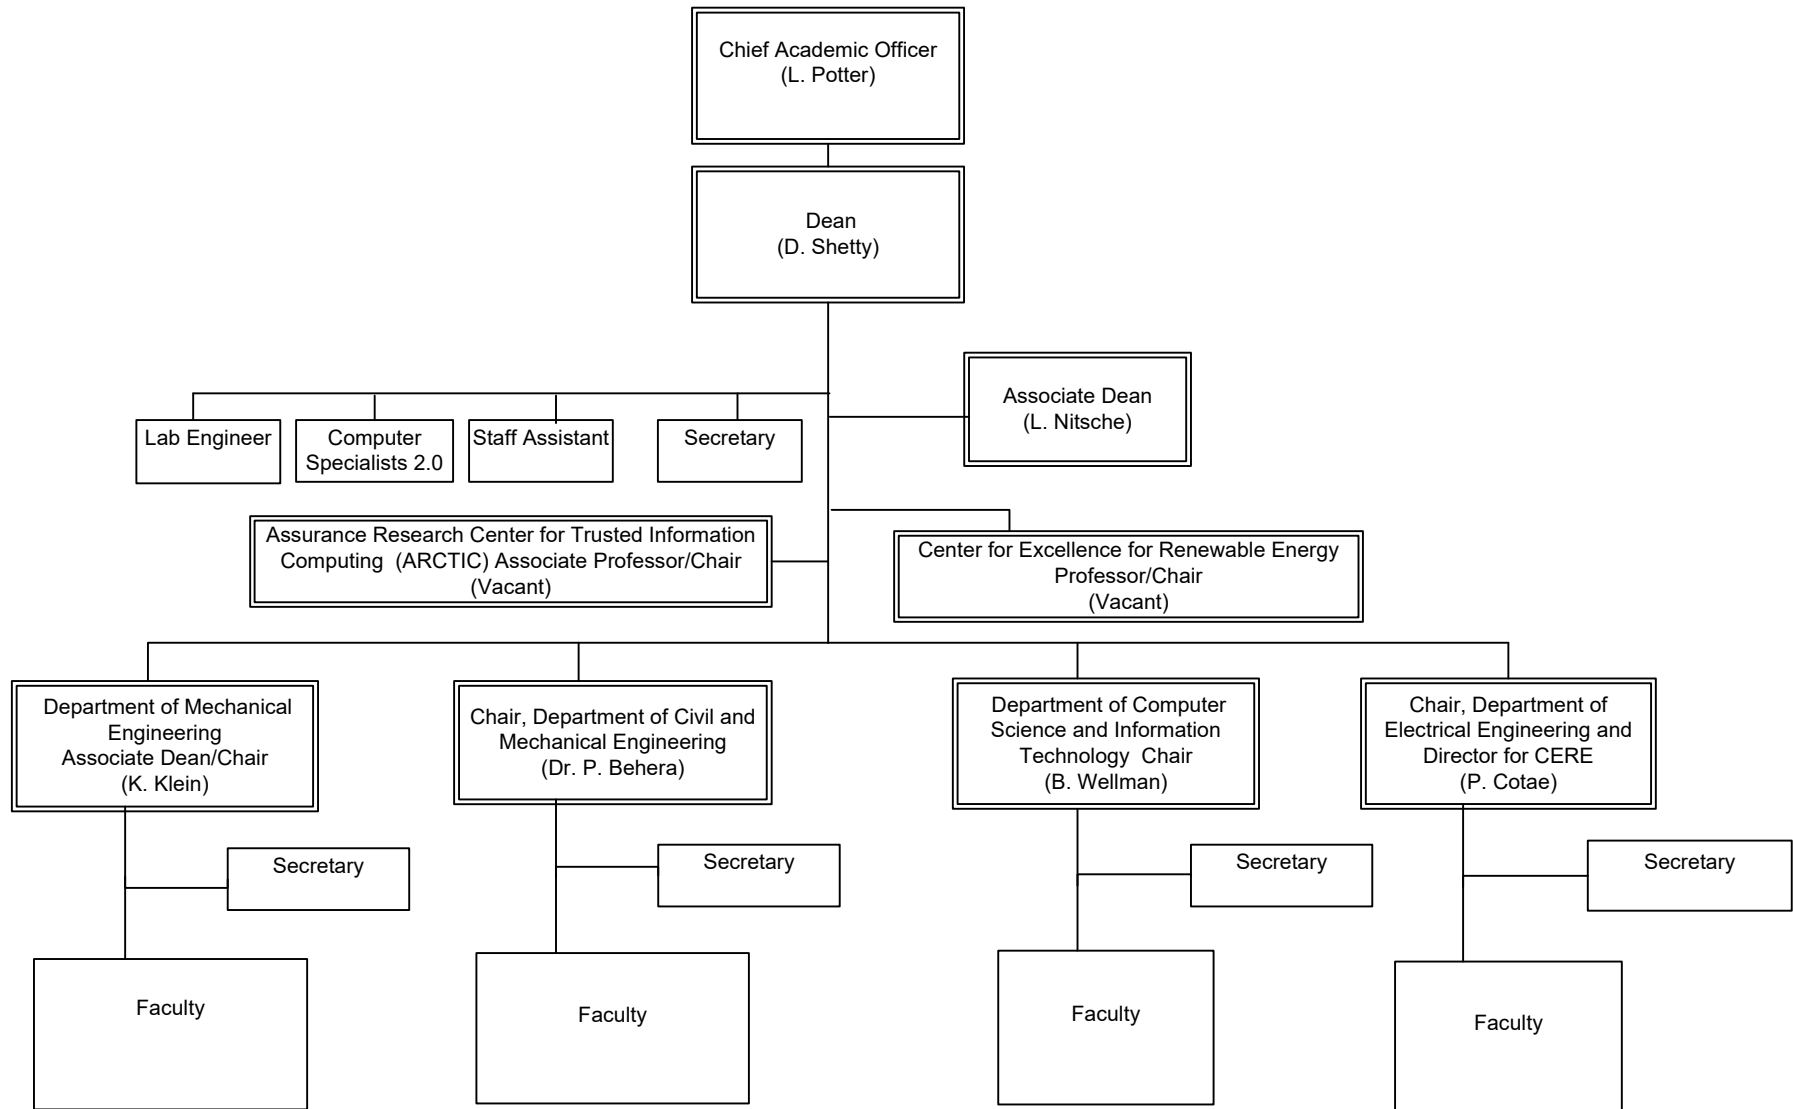 Chief Academic Officer
(L. Potter)
Dean
(D. Shetty)
Associate Dean
(L. Nitsche)
Lab Engineer
Computer
Specialists 2.0
Staff Assistant
Secretary
Assurance Research Center for Trusted Information
Computing (ARCTIC) Associate Professor/Chair
(Vacant)
Center for Excellence for Renewable Energy
Professor/Chair
(Vacant)
Department of Mechanical
Engineering
Associate Dean/Chair
(K. Klein)
Chair, Department of Civil and
Mechanical Engineering
(Dr. P. Behera)
Department of Computer
Science and Information
Technology Chair
(B. Wellman)
Chair, Department of
Electrical Engineering and
Director for CERE
(P. Cotae)
Secretary
Secretary
Secretary
Secretary
Faculty
Faculty
Faculty
Faculty